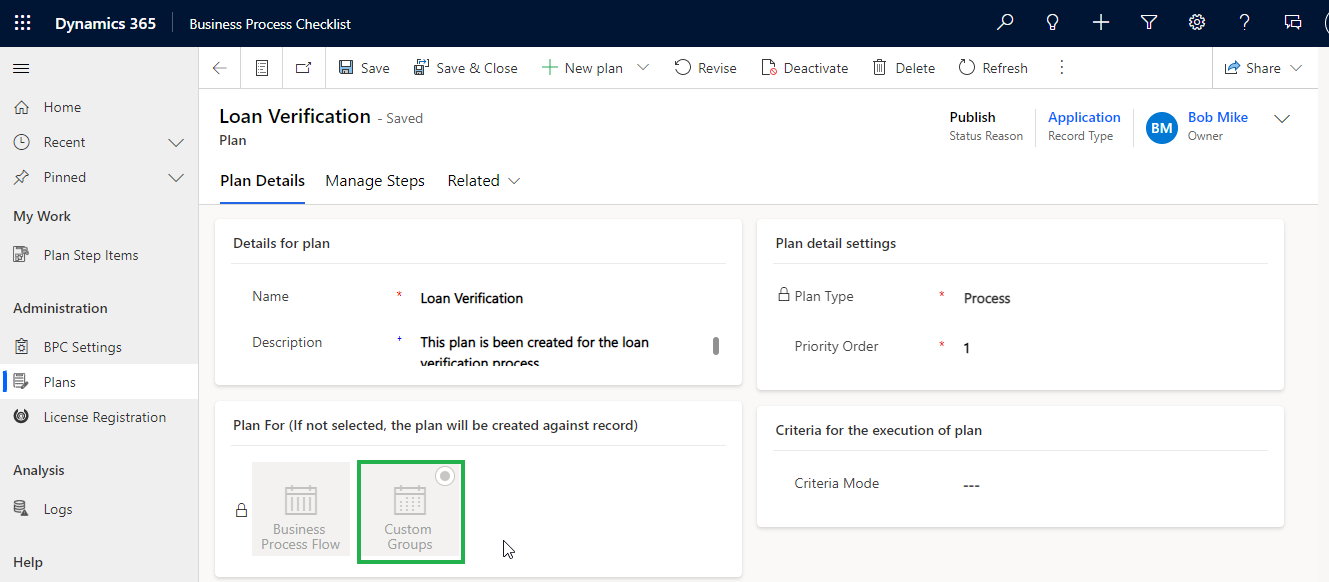 Dynamics 365
Business Process Checklist
Save
Save & Close
New plan
Revise
Deactivate
Delete
Refresh
Share
Home
Recent
Pinned
My Work
Plan Step Items
Administration
BPC Settings
Plans
License Registration
Analysis
Logs
Help
Loan Verification - Saved
Plan
Publish
Status Reason
Application
Record Type
BM
Bob Mike
Owner
Plan Details
Manage Steps
Related
Details for plan
Name * Loan Verification
Description + This plan is been created for the loan
verification process
Plan For (If not selected, the plan will be created against record)
Business
Process Flow
Custom
Groups
Plan detail settings
Plan Type * Process
Priority Order * 1
Criteria for the execution of plan
Criteria Mode ---